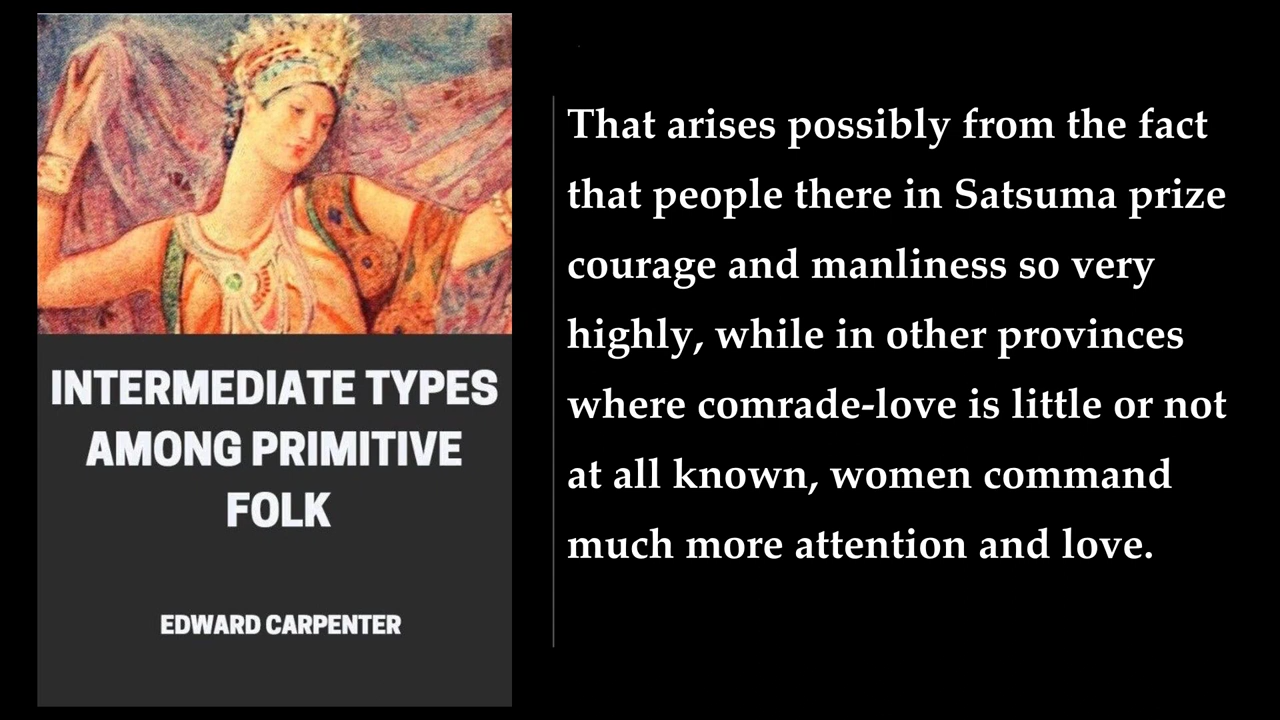 INTERMEDIATE TYPES
AMONG PRIMITIVE
FOLK
EDWARD CARPENTER
That arises possibly from the fact
that people there in Satsuma prize
courage and manliness so very
highly, while in other provinces
where comrade-love is little or not
at all known, women command
much more attention and love.